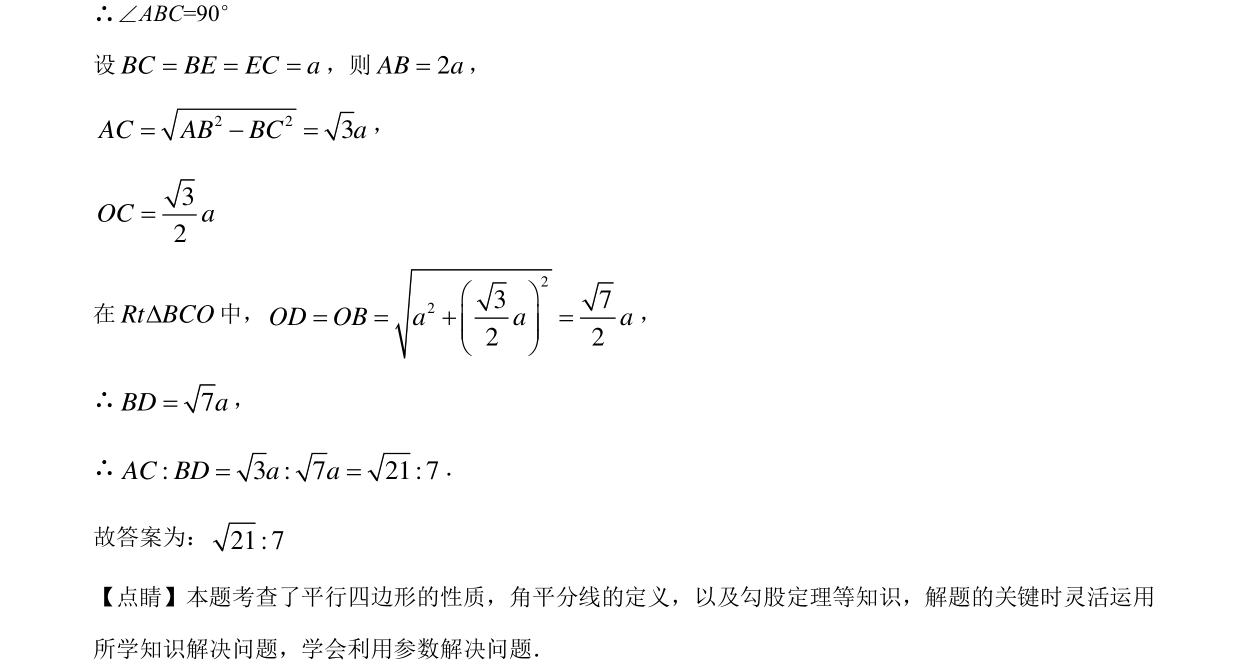 ∴∠ABC=90°
设 BC = BE = EC = a，则 AB = 2a，
AC = √(AB² − BC²) = √3a，
OC = √3/2 a
在 RtΔBCO 中，OD = OB = √(a² + (√3/2 a)²) = √7/2 a，
∴ BD = √7a，
∴ AC : BD = √3a : √7a = √21 : 7．
故答案为：√21 : 7
【点睛】本题考查了平行四边形的性质，角平分线的定义，以及勾股定理等知识，解题的关键时灵活运用
所学知识解决问题，学会利用参数解决问题．